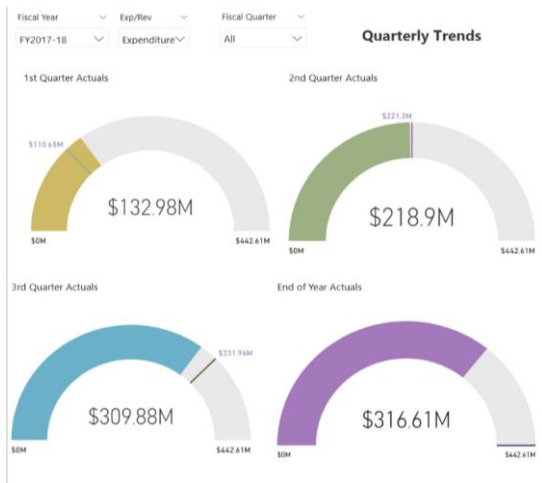 Fiscal Year
Exp/Rev
Fiscal Quarter
FY2017-18
Expenditure
All
Quarterly Trends
1st Quarter Actuals
$110.65M
$132.98M
$0M
$442.61M
2nd Quarter Actuals
$221.3M
$218.9M
$0M
$442.61M
3rd Quarter Actuals
$331.96M
$309.88M
$0M
$442.61M
End of Year Actuals
$316.61M
$0M
$442.61M